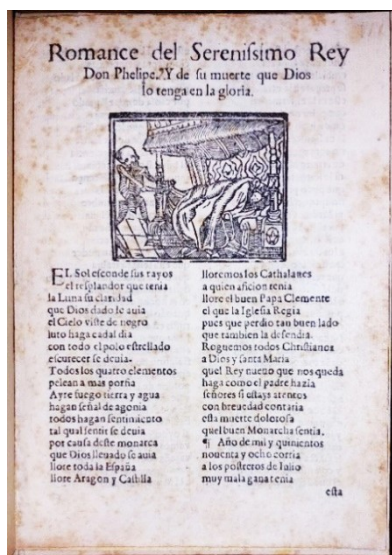 Romance del Sereniſsimo Rey
Don Phelipe. Y de ſu muerte que Dios
lo tenga en la gloria.
EL Sol eſconde ſus rayos
el reſplandor que tenia
la Luna ſu claridad
que Dios dado le auia
el Cielo viſte de negro
luto haga cadal dia
con todo el polo eſtrellado
eſcurecer ſe deuia.
Todos los quatro elementos
pelean a mas porfia
Ayre fuego tierra y agua
hagan ſeñal de agonia
todos hagan ſentimiento
tal qual ſentir ſe deuia
por cauſa deſte monarca
que Dios lleuado ſe auia
llore toda la Eſpaña
llore Aragon y Caſtilla
lloremos los Cathalanes
a quien aficion tenia
llore el buen Papa Clemente
el que la Igleſia Regia
pues que perdio tan buen lado
que tambien la defendia.
Roguemos todos Chriſtianos
a Dios y ſanta Maria
quel Rey nueuo que nos queda
haga como el padre hazia
ſeñores ſi eſtays atentos
con breuedad contaria
eſta muerte doloroſa
quel buen Monarcha ſentia.
¶ Año de mil y quinientos
nouenta y ocho corria
a los poſtreros de Iulio
muy mala gana tenia
eſta